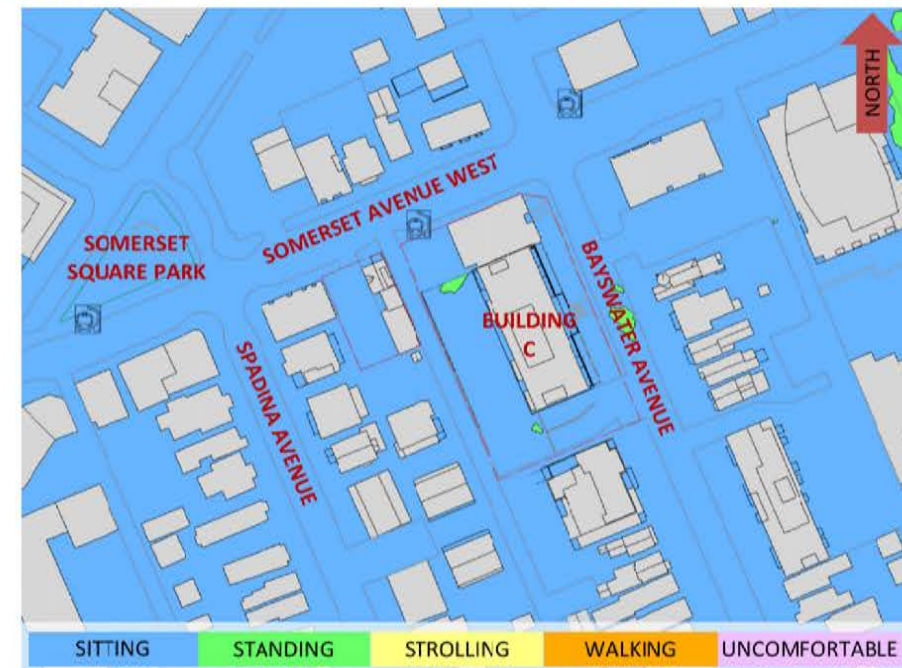 NORTH
SOMERSET AVENUE WEST
SOMERSET
SQUARE PARK
BAYSWATER AVENUE
BUILDING
C
SPADINA AVENUE
SITTING
STANDING
STROLLING
WALKING
UNCOMFORTABLE